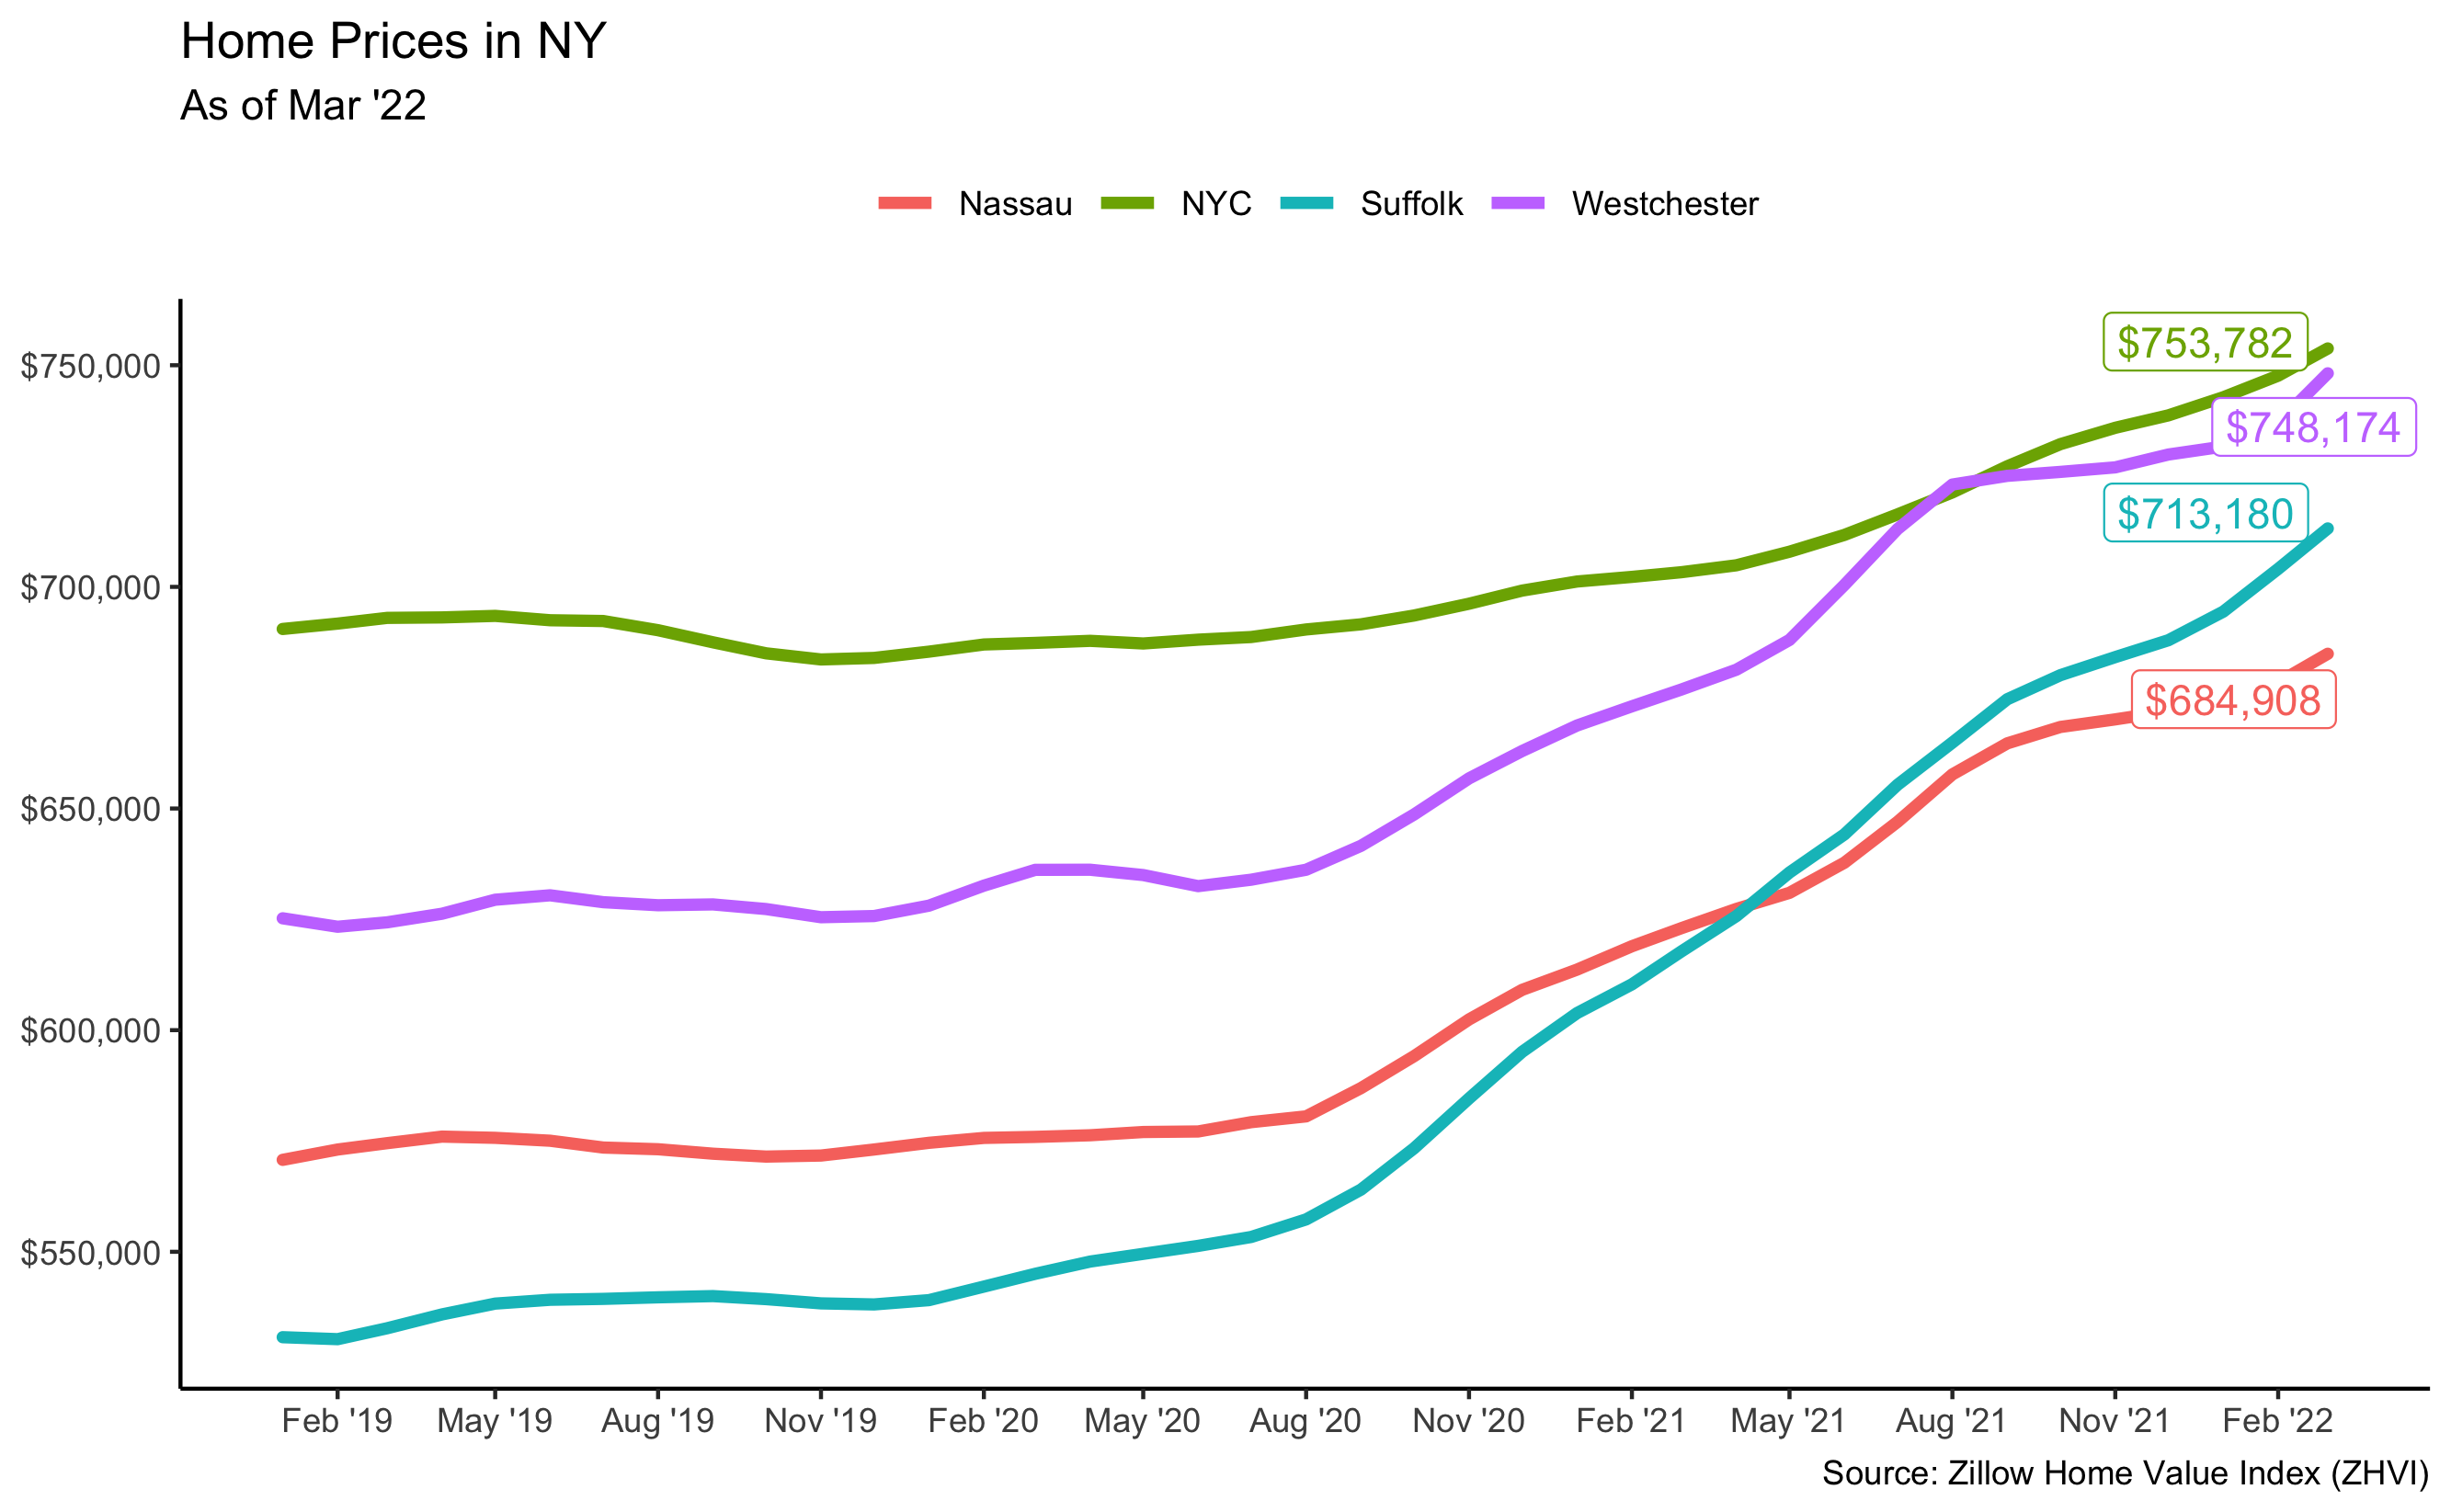 Home Prices in NY
As of Mar '22
Nassau NYC Suffolk Westchester
$750,000
$700,000
$650,000
$600,000
$550,000
$753,782
$748,174
$713,180
$684,908
Feb '19 May '19 Aug '19 Nov '19 Feb '20 May '20 Aug '20 Nov '20 Feb '21 May '21 Aug '21 Nov '21 Feb '22
Source: Zillow Home Value Index (ZHVI)